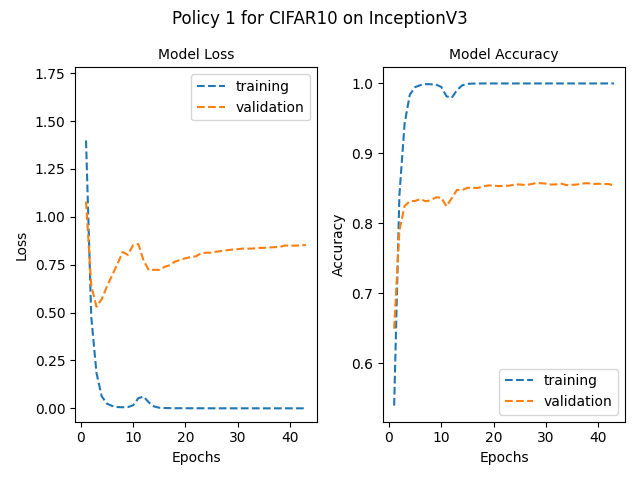 Policy 1 for CIFAR10 on InceptionV3
Model Loss
1.75
1.50
1.25
1.00
0.75
0.50
0.25
0.00
Loss
0
10
20
30
40
Epochs
training
validation
Model Accuracy
1.0
0.9
0.8
0.7
0.6
Accuracy
0
10
20
30
40
Epochs
training
validation